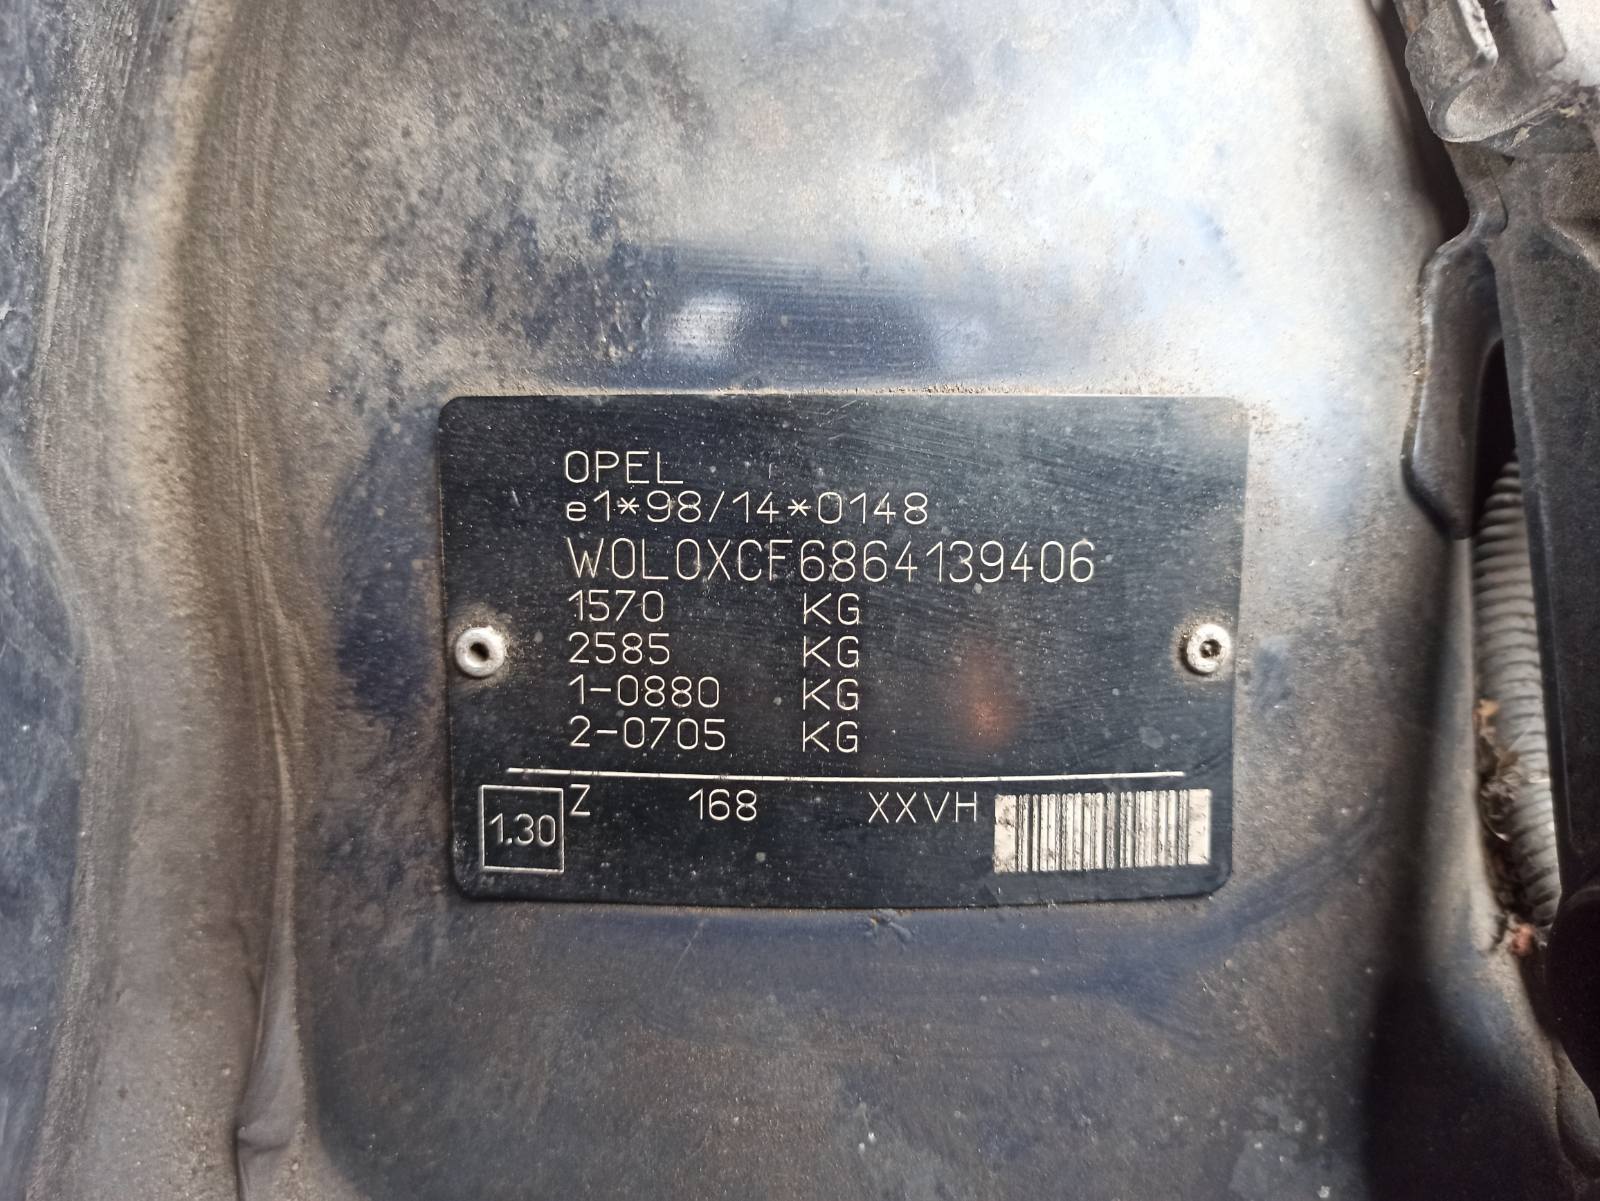 OPEL
e1*98/14*0148
W0L0XCF6864139406
1570 KG
2585 KG
1-0880 KG
2-0705 KG
1.30 Z 168 XXVH